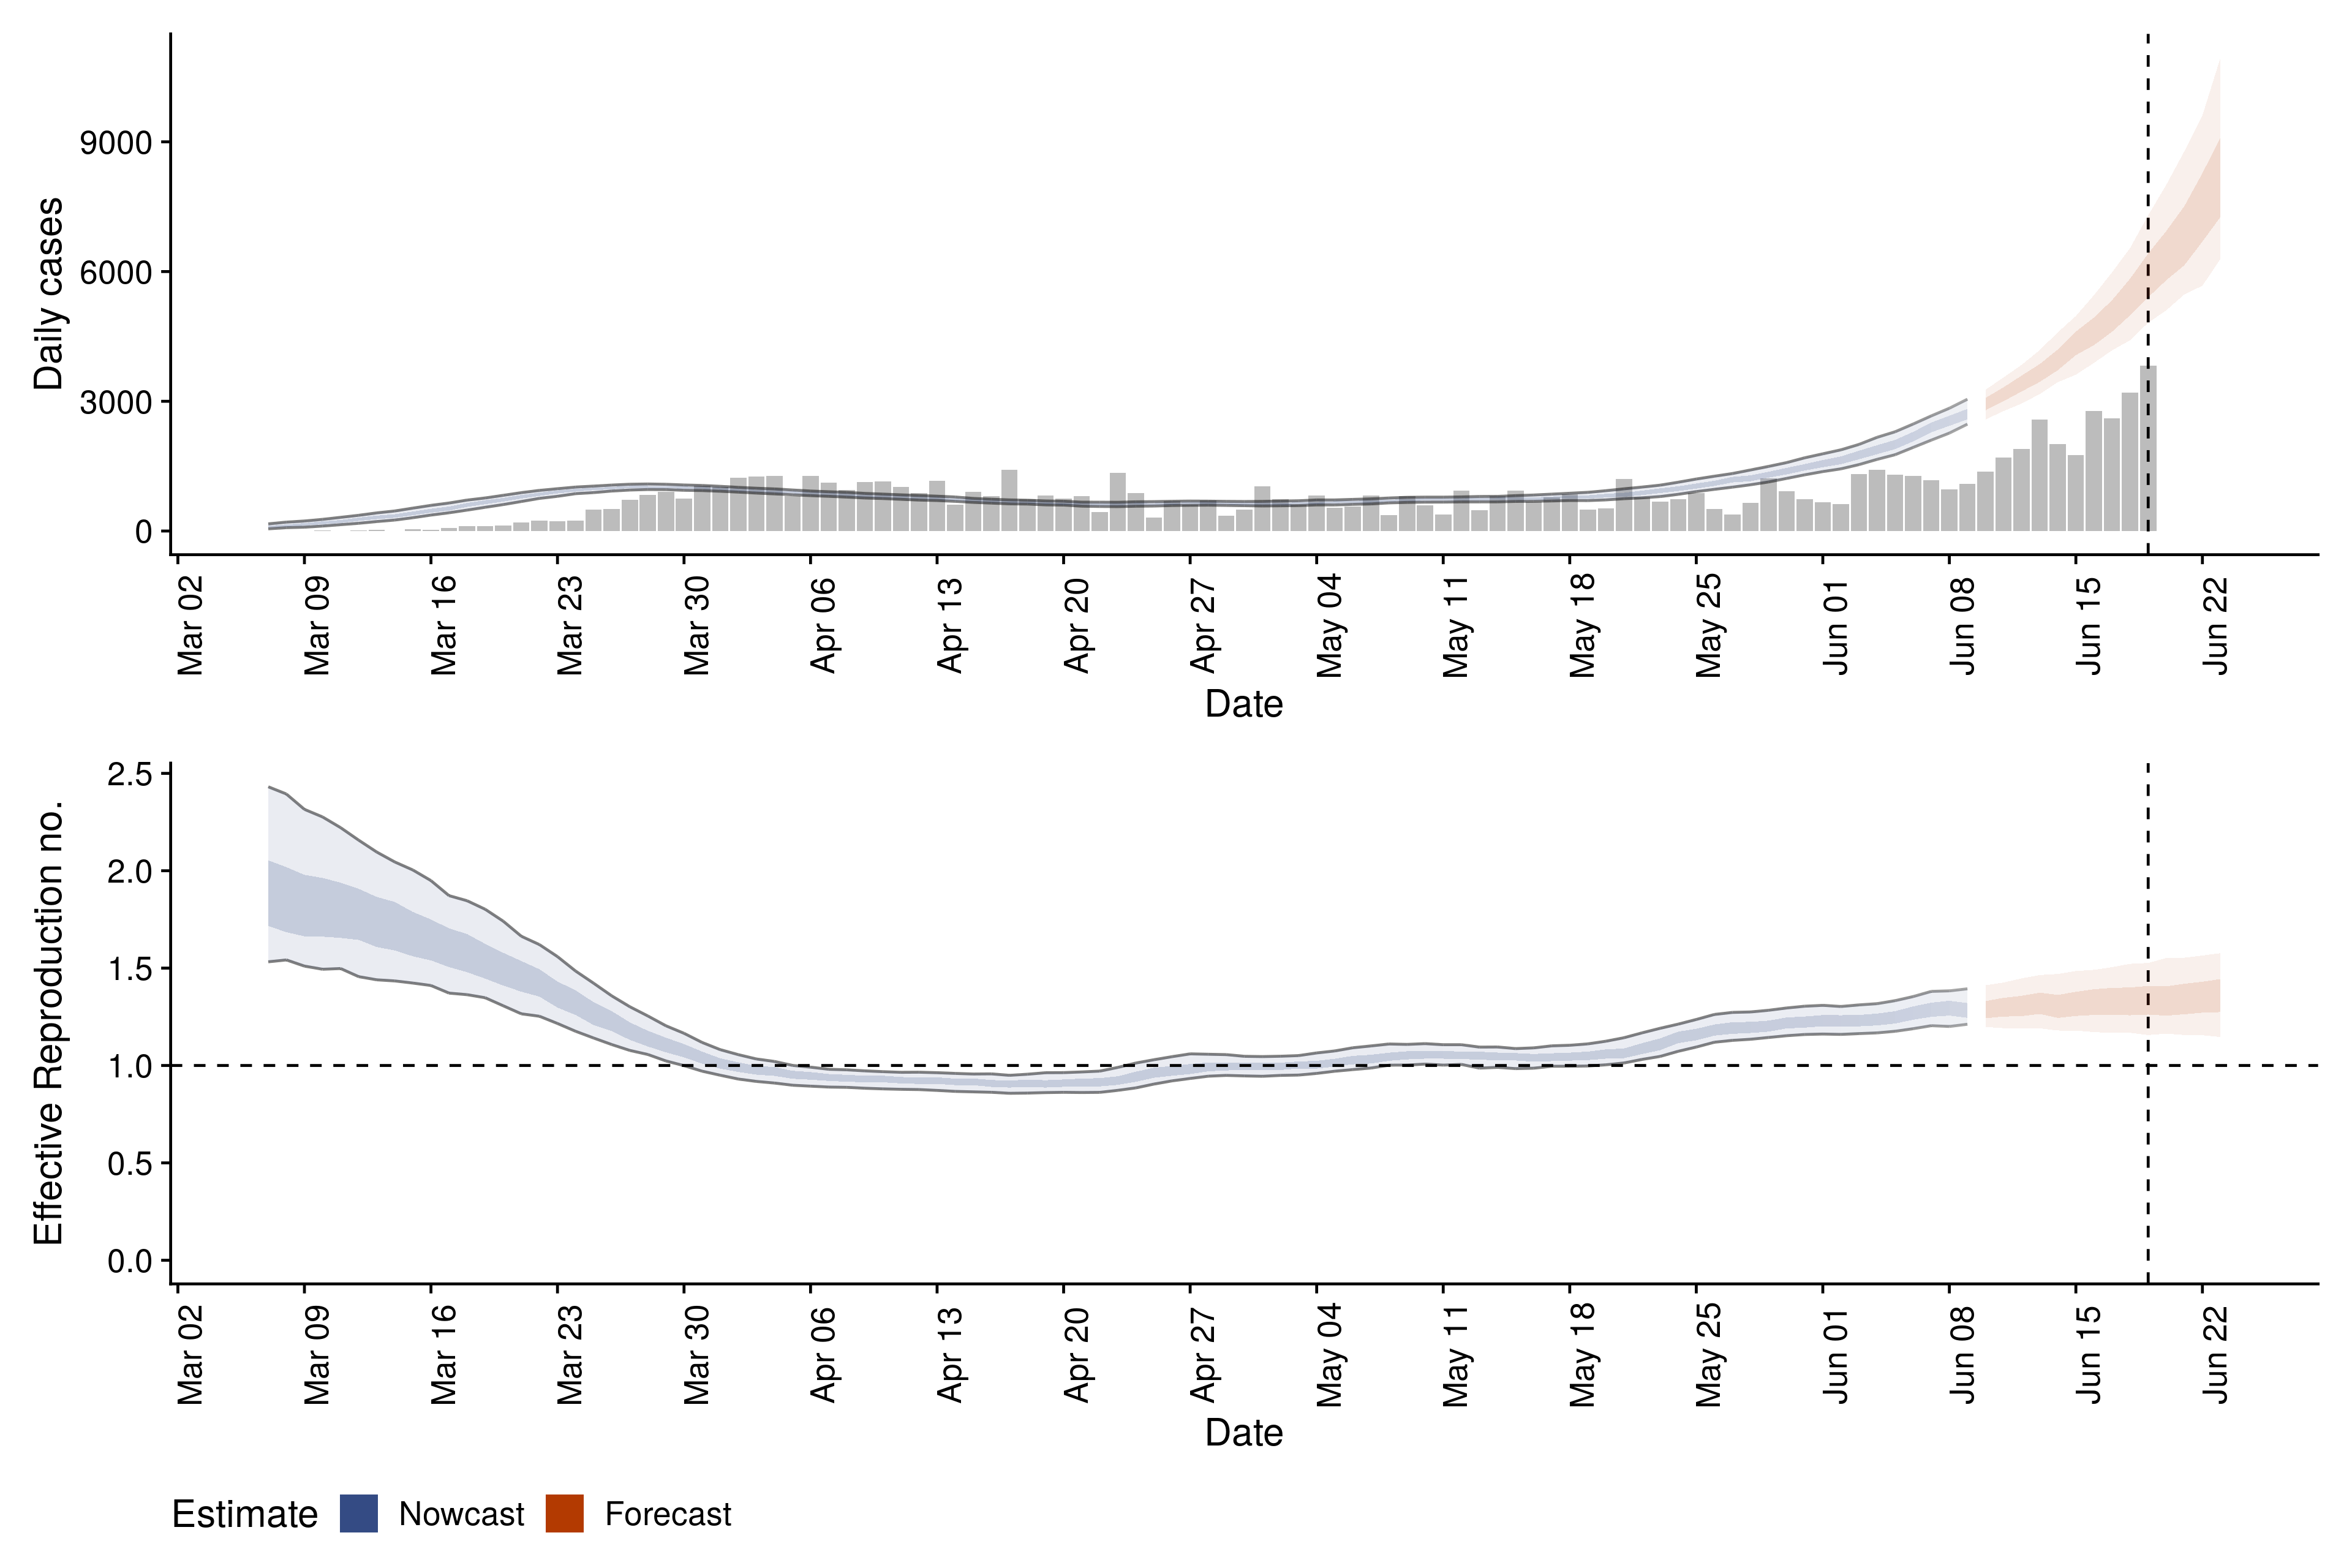 Daily cases
9000
6000
3000
0
Mar 02
Mar 09
Mar 16
Mar 23
Mar 30
Apr 06
Apr 13
Apr 20
Apr 27
May 04
May 11
May 18
May 25
Jun 01
Jun 08
Jun 15
Jun 22
Date
Effective Reproduction no.
2.5
2.0
1.5
1.0
0.5
0.0
Mar 02
Mar 09
Mar 16
Mar 23
Mar 30
Apr 06
Apr 13
Apr 20
Apr 27
May 04
May 11
May 18
May 25
Jun 01
Jun 08
Jun 15
Jun 22
Date
Estimate Nowcast Forecast